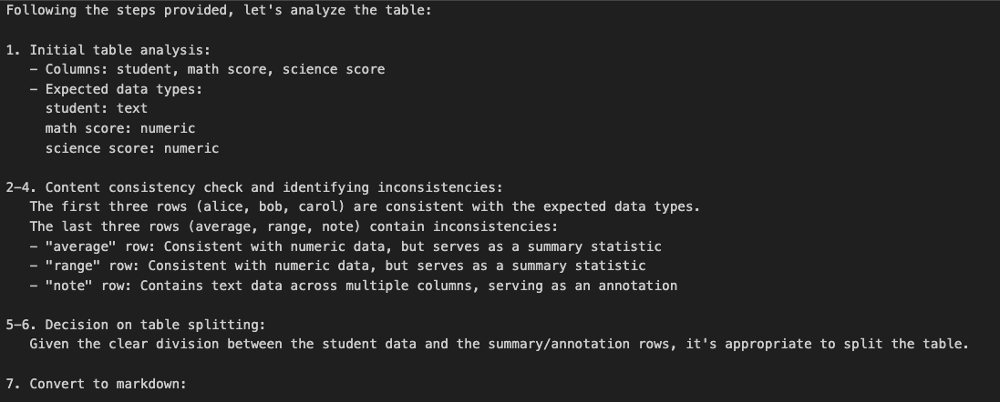 Following the steps provided, let's analyze the table:
1. Initial table analysis:
– Columns: student, math score, science score
– Expected data types:
student: text
math score: numeric
science score: numeric
2–4. Content consistency check and identifying inconsistencies:
The first three rows (alice, bob, carol) are consistent with the expected data types.
The last three rows (average, range, note) contain inconsistencies:
– "average" row: Consistent with numeric data, but serves as a summary statistic
– "range" row: Consistent with numeric data, but serves as a summary statistic
– "note" row: Contains text data across multiple columns, serving as an annotation
5–6. Decision on table splitting:
Given the clear division between the student data and the summary/annotation rows, it's appropriate to split the table.
7. Convert to markdown: